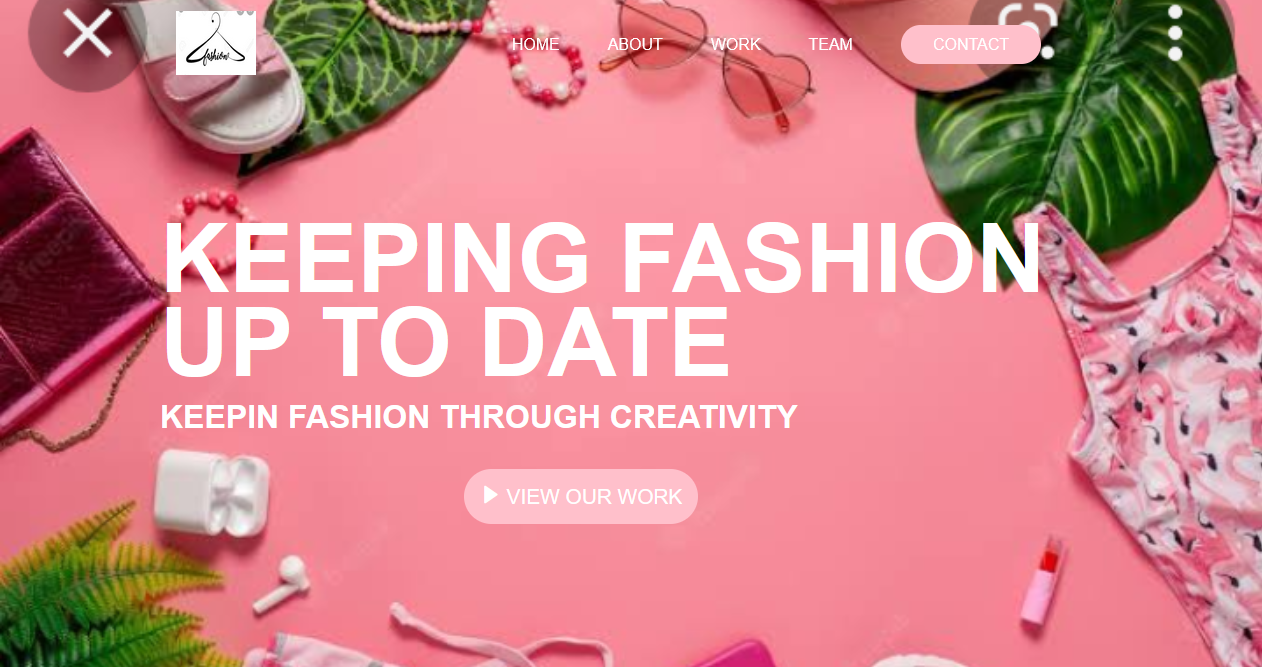 fashion
HOME ABOUT WORK TEAM CONTACT
KEEPING FASHION
UP TO DATE
KEEPIN FASHION THROUGH CREATIVITY
VIEW OUR WORK